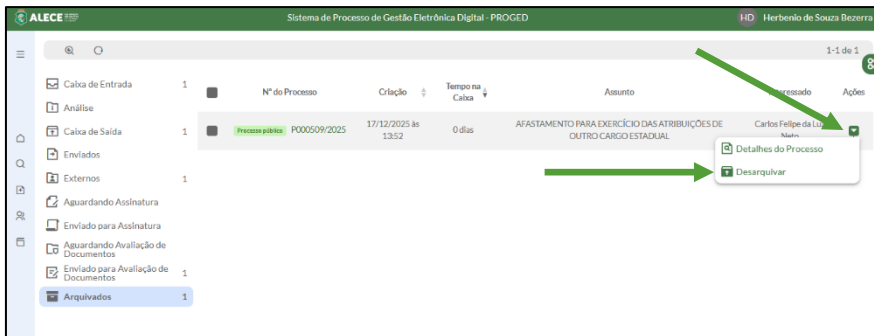 ALECE
Sistema de Processo de Gestão Eletrônica Digital - PROGED
HD Herbenio de Souza Bezerra
1-1 de 1
Caixa de Entrada 1
Análise
Caixa de Saída 1
Enviados
Externos 1
Aguardando Assinatura
Enviado para Assinatura
Aguardando Avaliação de
Documentos
Enviado para Avaliação de
Documentos 1
Arquivados 1
Nº do Processo Criação Tempo na
Caixa Assunto Interessado Ações
Processo público P000509/2025 17/12/2025 às
13:52 0 dias AFASTAMENTO PARA EXERCÍCIO DAS ATRIBUIÇÕES DE
OUTRO CARGO ESTADUAL Carlos Felipe da
Neto
Detalhes do Processo
Desarquivar